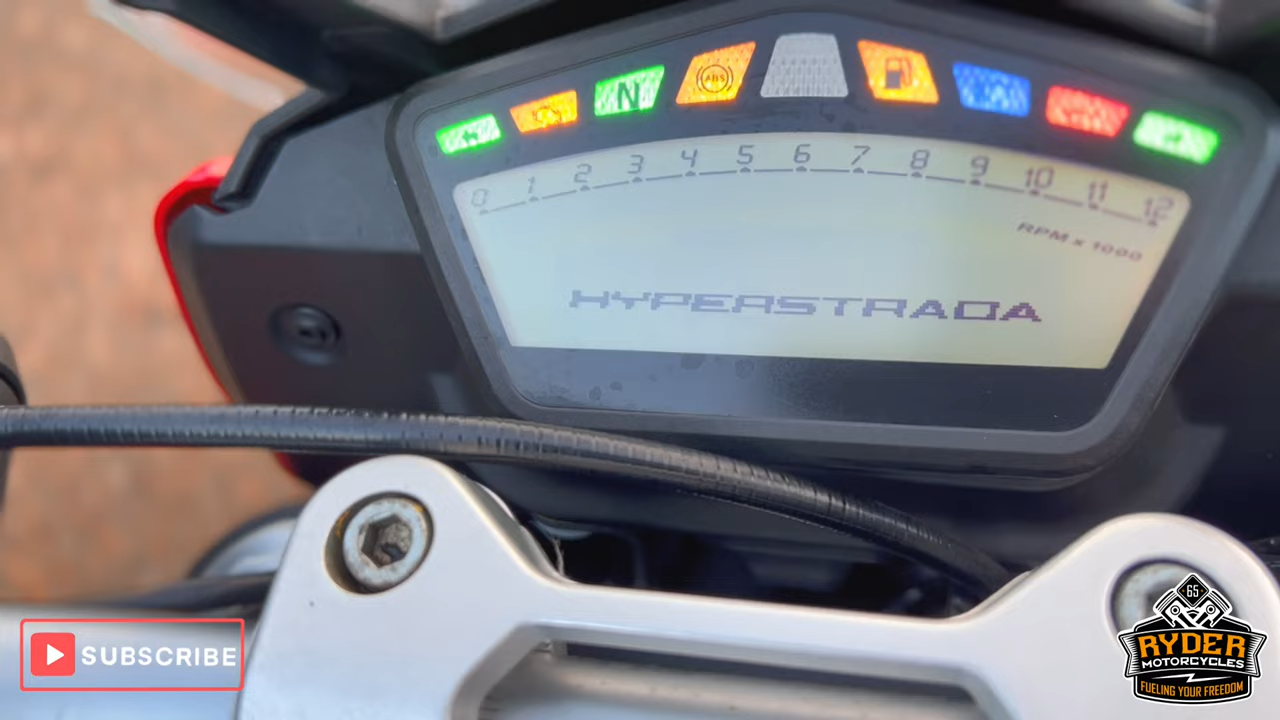 N
ABS
0 1 2 3 4 5 6 7 8 9 10 11 12
RPM x 1000
HYPERSTRADA
SUBSCRIBE
65
RYDER
MOTORCYCLES
FUELING YOUR FREEDOM